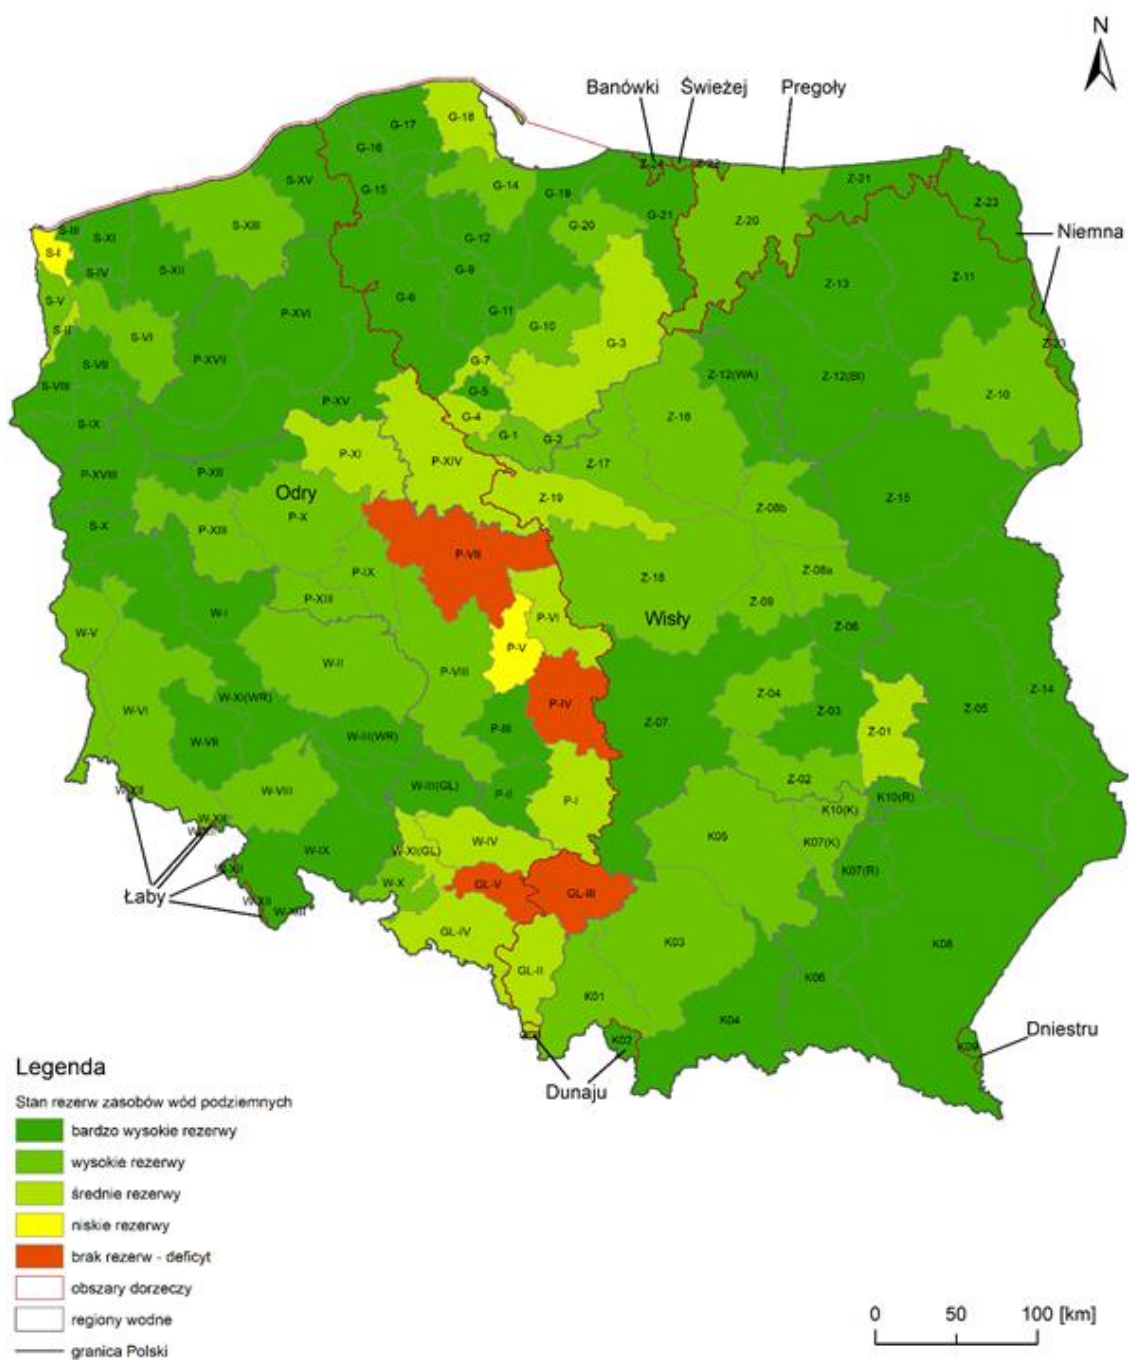 N
Banówki Świeżej Pregoły
G-18
G-17
G-16
S-XV
G-15
G-14
G-19
Z-21
Z-23
S-XIII
G-20
G-21
Z-20
Niemna
S-III
S-XI
G-12
S-I
S-IV
S-XII
G-9
Z-13
Z-11
S-V
G-6
P-XVI
G-11
G-10
S-II
S-VI
G-3
S-VII
P-XVII
G-7
Z-12(WA)
Z-12(BI)
S-VIII
G-5
Z-10
P-XV
G-4
Z-16
S-IX
G-1
G-2
P-XI
P-XIV
Z-17
P-XVIII
P-XII
Odry
Z-19
Z-08b
Z-15
P-X
S-X
P-XIII
P-VII
Z-18
Z-08a
P-IX
P-XIII
Z-09
W-I
P-VI
Wisły
W-V
Z-06
P-V
W-II
P-VIII
Z-04
Z-14
W-XI(WR)
P-IV
Z-03
Z-05
W-VI
Z-07
P-III
Z-01
W-VII
W-III(WR)
Z-02
W-III(GL)
P-II
P-I
W-VIII
K10(R)
K10(K)
K05
W-IV
K07(K)
W-IX
W-XI(GL)
K07(R)
W-X
GL-V
GL-III
Łaby
W-XII
GL-IV
K03
K08
GL-II
K06
K01
K04
K02
K09
Dniestru
Dunaju
Legenda
Stan rezerw zasobów wód podziemnych
bardzo wysokie rezerwy
wysokie rezerwy
średnie rezerwy
niskie rezerwy
brak rezerw - deficyt
obszary dorzeczy
regiony wodne
granica Polski
0 50 100 [km]